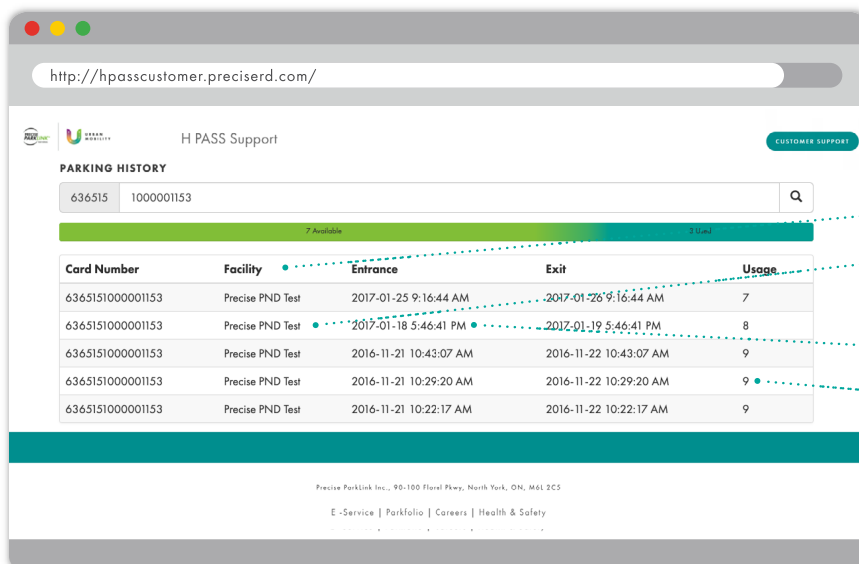 http://hpasscustomer.preciserd.com/
PRECISE
PARKLINK
URBAN
MOBILITY
H PASS Support
CUSTOMER SUPPORT
PARKING HISTORY
636515 1000001153
7 Available 3 Used
Card Number Facility Entrance Exit Usage
6365151000001153 Precise PND Test 2017-01-25 9:16:44 AM 2017-01-26 9:16:44 AM 7
6365151000001153 Precise PND Test 2017-01-18 5:46:41 PM 2017-01-19 5:46:41 PM 8
6365151000001153 Precise PND Test 2016-11-21 10:43:07 AM 2016-11-22 10:43:07 AM 9
6365151000001153 Precise PND Test 2016-11-21 10:29:20 AM 2016-11-22 10:29:20 AM 9
6365151000001153 Precise PND Test 2016-11-21 10:22:17 AM 2016-11-22 10:22:17 AM 9
Precise ParkLink Inc., 90-100 Floral Pkwy, North York, ON, M6L 2C5
E -Service | Parkfolio | Careers | Health & Safety